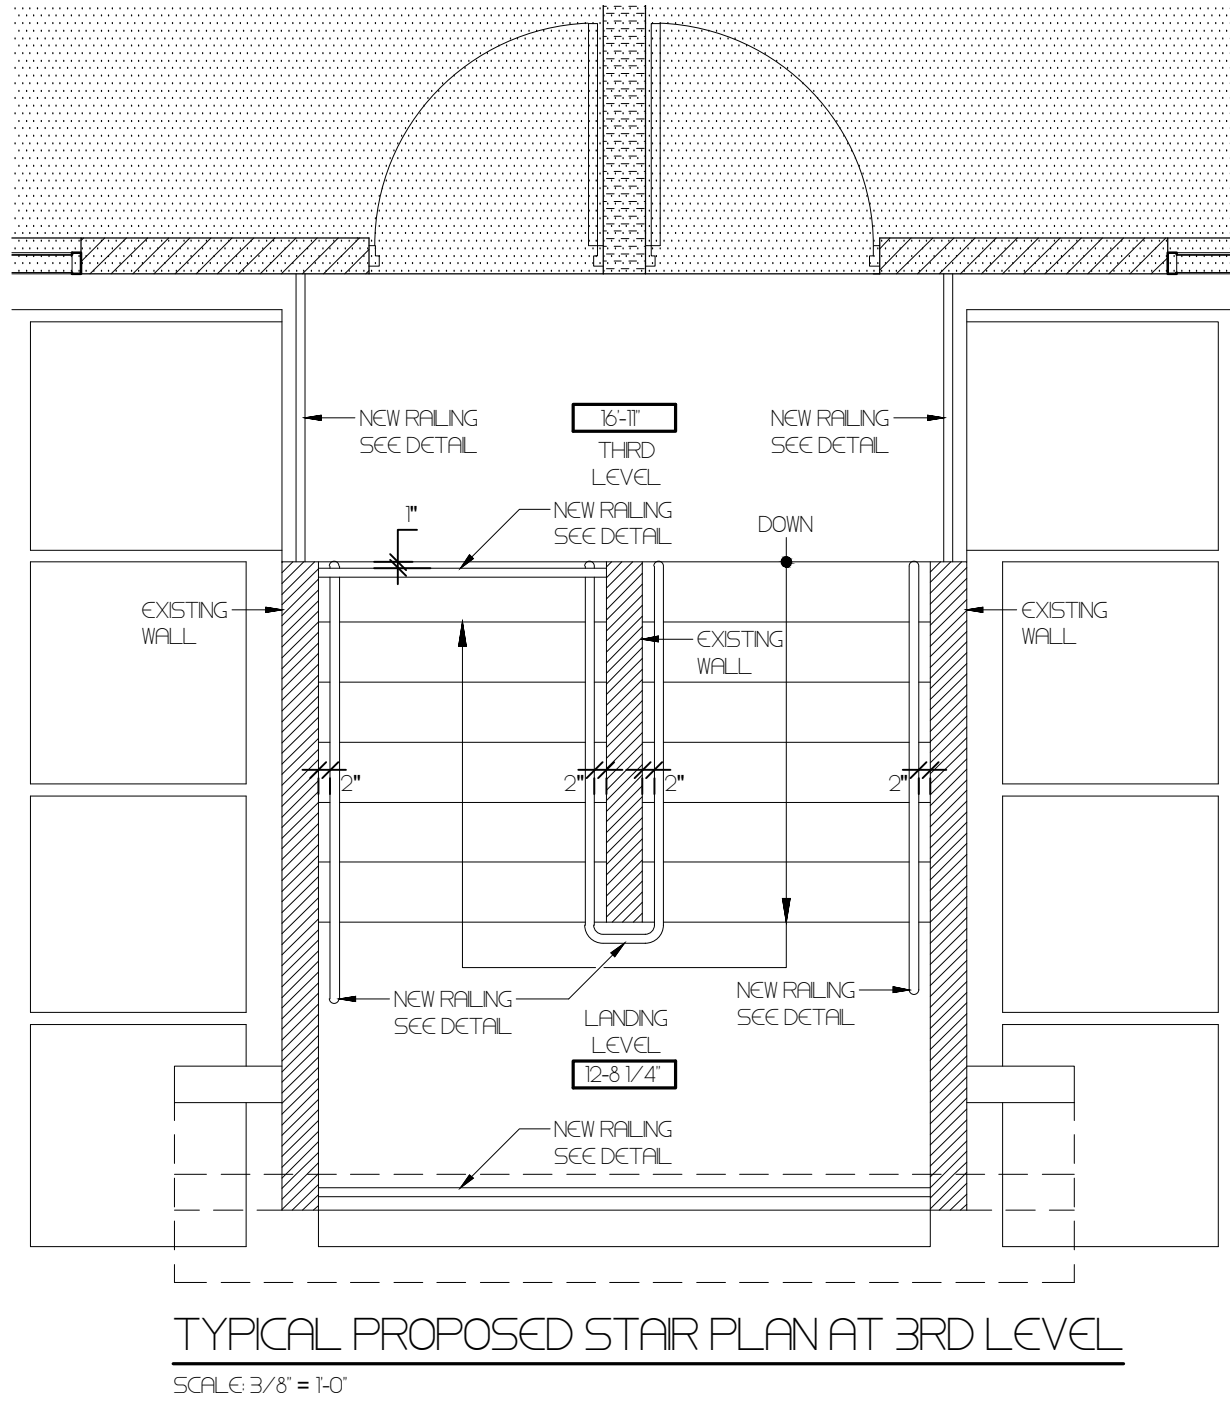 NEW RAILING
SEE DETAIL
16'-11"
THIRD
LEVEL
NEW RAILING
SEE DETAIL
1"
NEW RAILING
SEE DETAIL
DOWN
EXISTING
WALL
EXISTING
WALL
EXISTING
WALL
2"
2"
2"
2"
NEW RAILING
SEE DETAIL
NEW RAILING
SEE DETAIL
LANDING
LEVEL
12-8 1/4"
NEW RAILING
SEE DETAIL
TYPICAL PROPOSED STAIR PLAN AT 3RD LEVEL
SCALE: 3/8" = 1'-0"